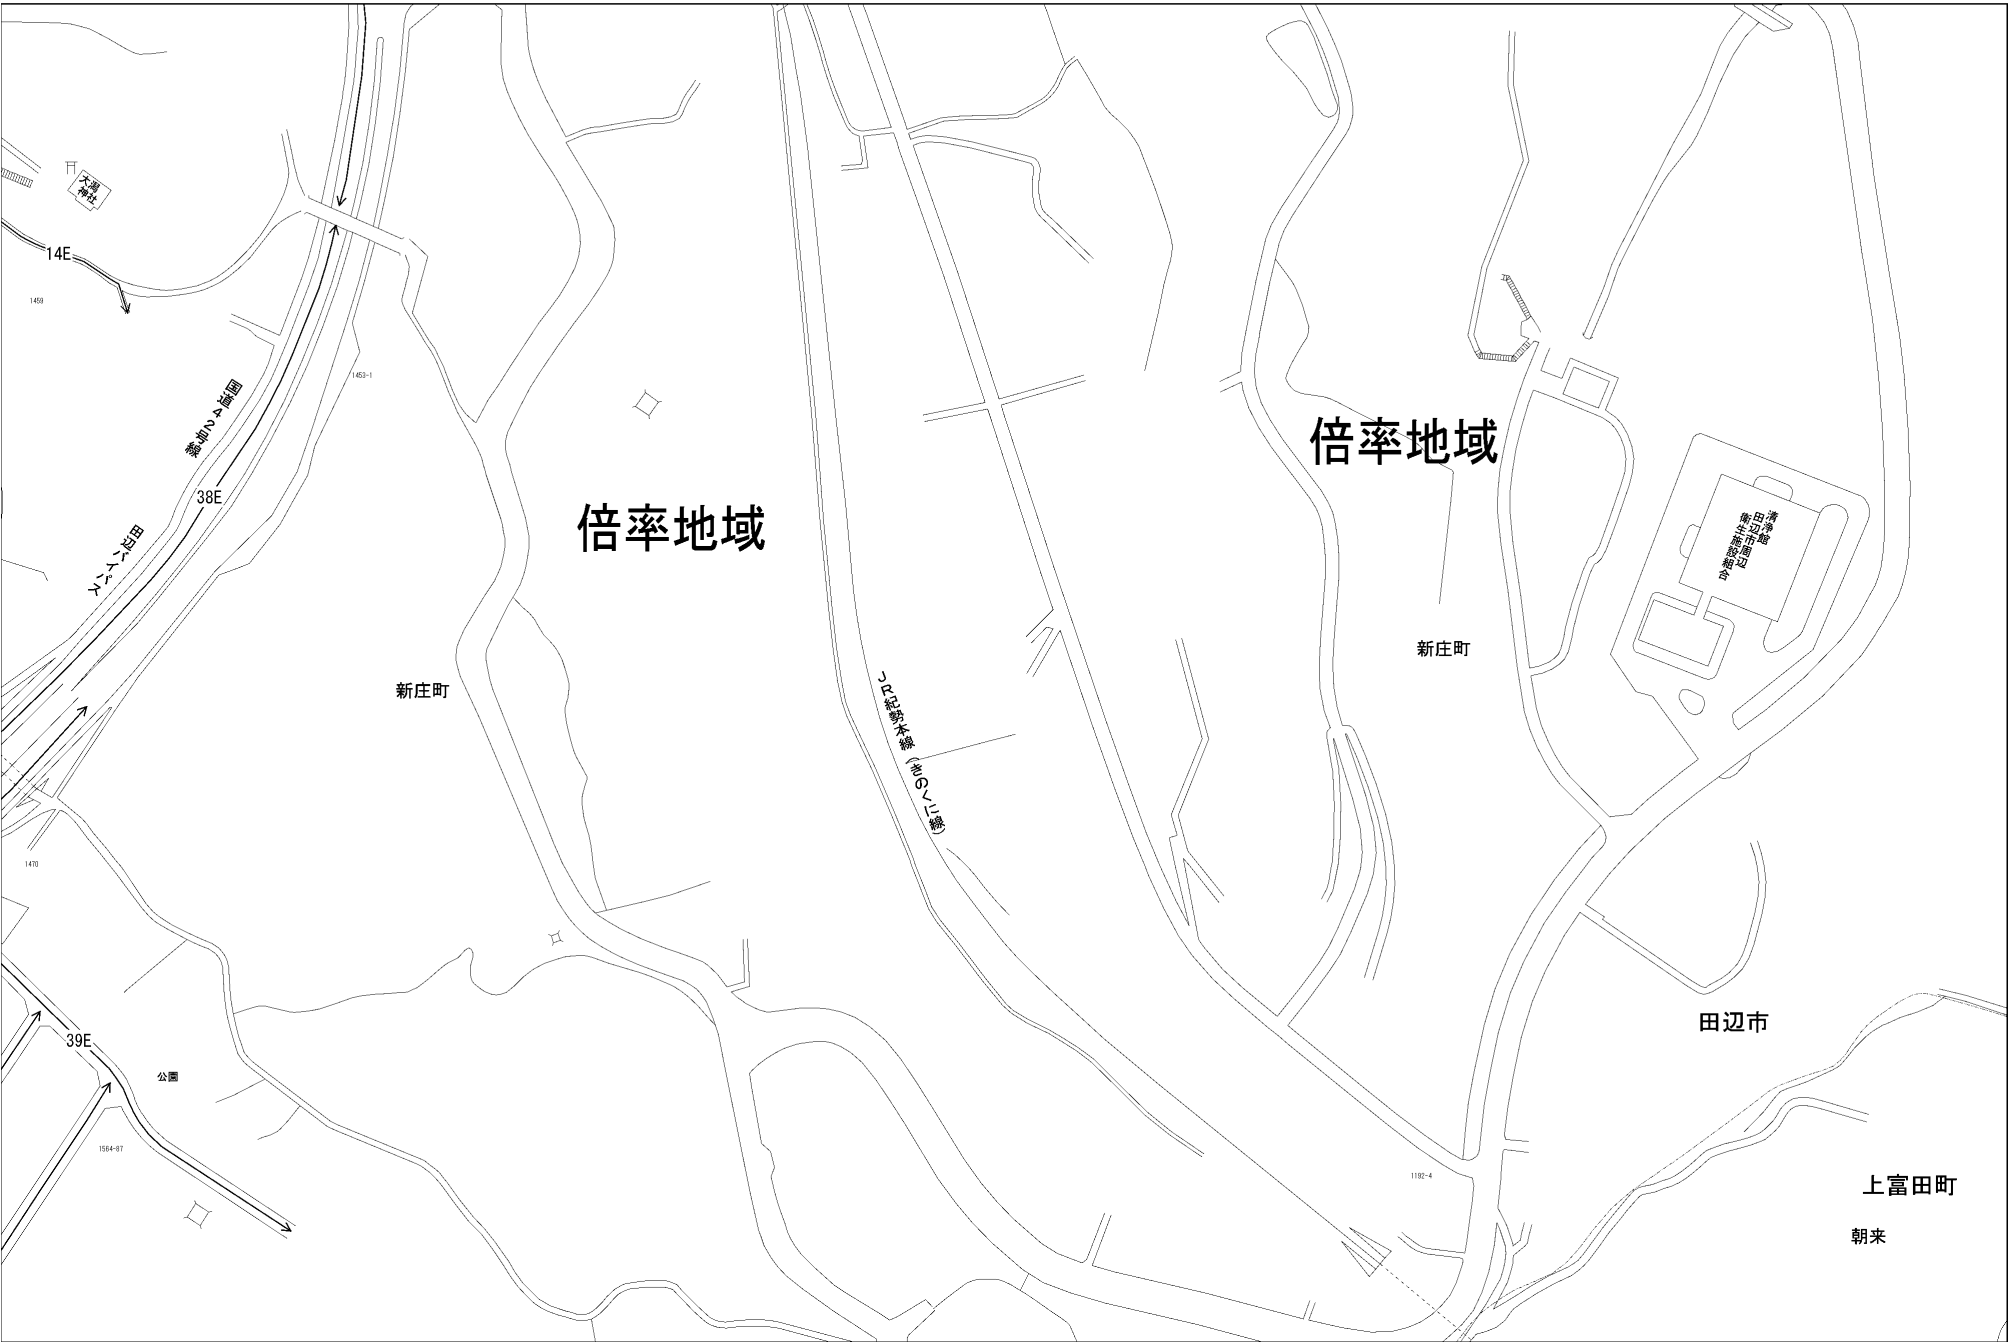 大潟
神社
14E
1459
国道42号線
1453-1
38E
田辺バイパス
倍率地域
倍率地域
清浄館
田辺市周辺
衛生施設組合
新庄町
新庄町
JR紀勢本線(きのくに線)
1470
39E
公園
1564-87
田辺市
1192-4
上富田町
朝来